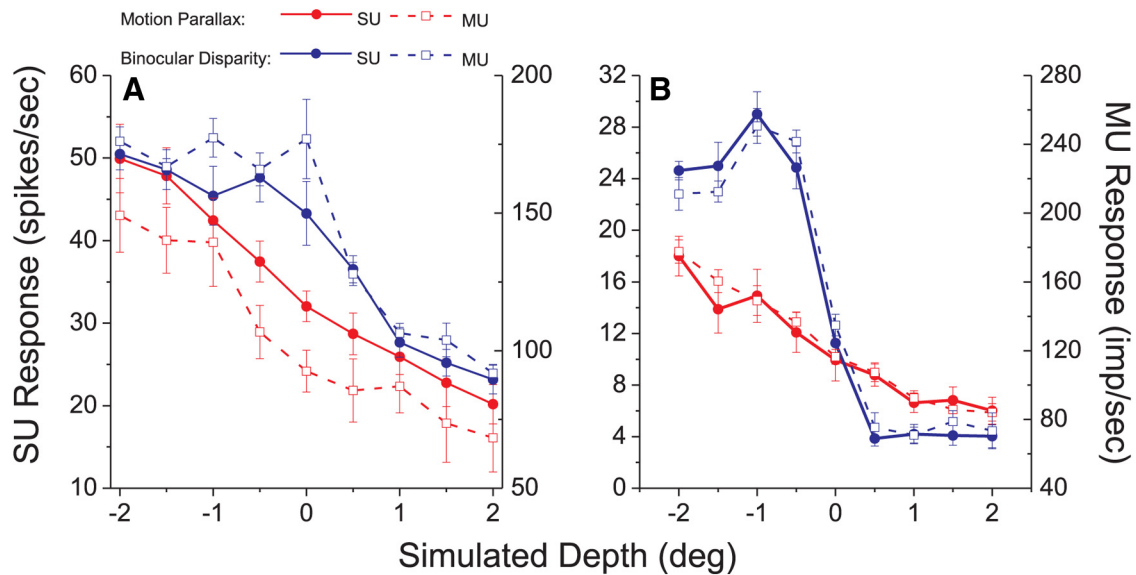 Motion Parallax: SU MU
Binocular Disparity: SU MU
A
B
SU Response (spikes/sec)
60
50
40
30
20
10
200
150
100
50
32
28
24
20
16
12
8
4
0
280
240
200
160
120
80
40
MU Response (imp/sec)
-2 -1 0 1 2
-2 -1 0 1 2
Simulated Depth (deg)